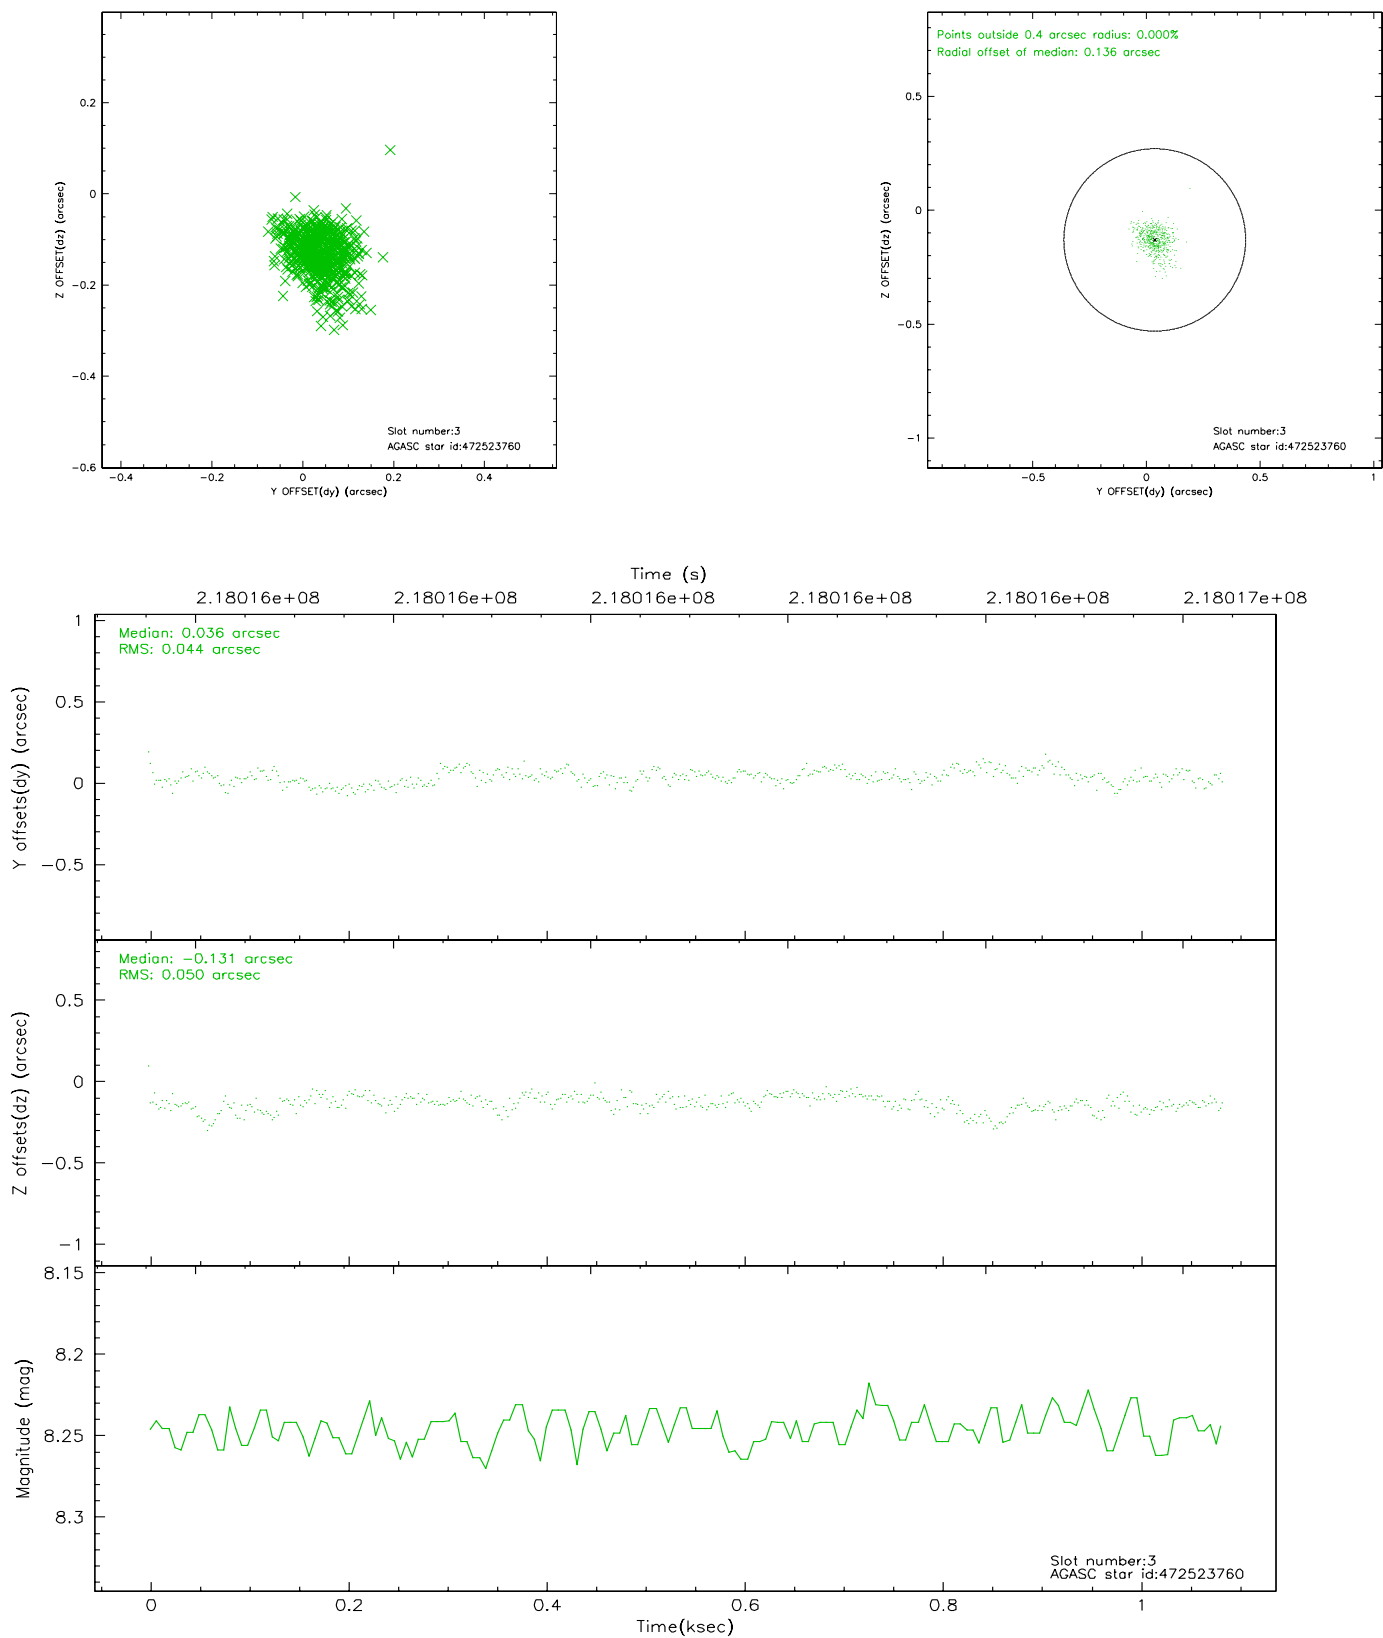 0.2
0
−0.2
−0.4
−0.6
−0.4
−0.2
0
0.2
0.4
Z OFFSET(dz) (arcsec)
Y OFFSET(dy) (arcsec)
Slot number:3
AGASC star id:472523760
Points outside 0.4 arcsec radius: 0.000%
Radial offset of median: 0.136 arcsec
0.5
0
−0.5
−1
−0.5
0
0.5
1
Z OFFSET(dz) (arcsec)
Y OFFSET(dy) (arcsec)
Slot number:3
AGASC star id:472523760
Time (s)
2.18016e+08 2.18016e+08 2.18016e+08 2.18016e+08 2.18016e+08 2.18017e+08
Median: 0.036 arcsec
RMS: 0.044 arcsec
1
0.5
0
−0.5
Y offsets(dy) (arcsec)
Median: −0.131 arcsec
RMS: 0.050 arcsec
0.5
0
−0.5
−1
Z offsets(dz) (arcsec)
8.15
8.2
8.25
8.3
Magnitude (mag)
Slot number:3
AGASC star id:472523760
0 0.2 0.4 0.6 0.8 1
Time(ksec)